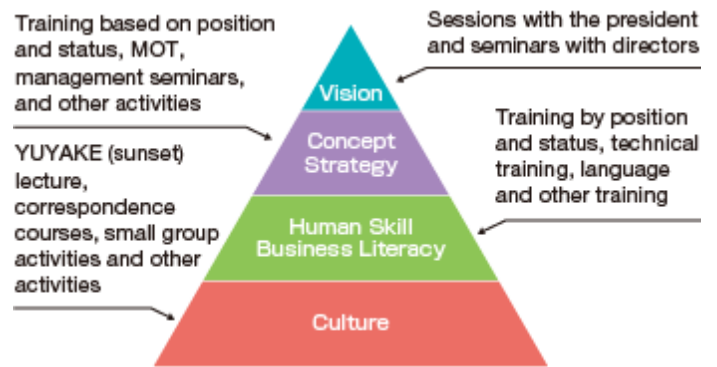 Training based on position
and status, MOT,
management seminars,
and other activities
Sessions with the president
and seminars with directors
Vision
Concept
Strategy
Training by position
and status, technical
training, language
and other training
YUYAKE (sunset)
lecture,
correspondence
courses, small group
activities and other
activities
Human Skill
Business Literacy
Culture